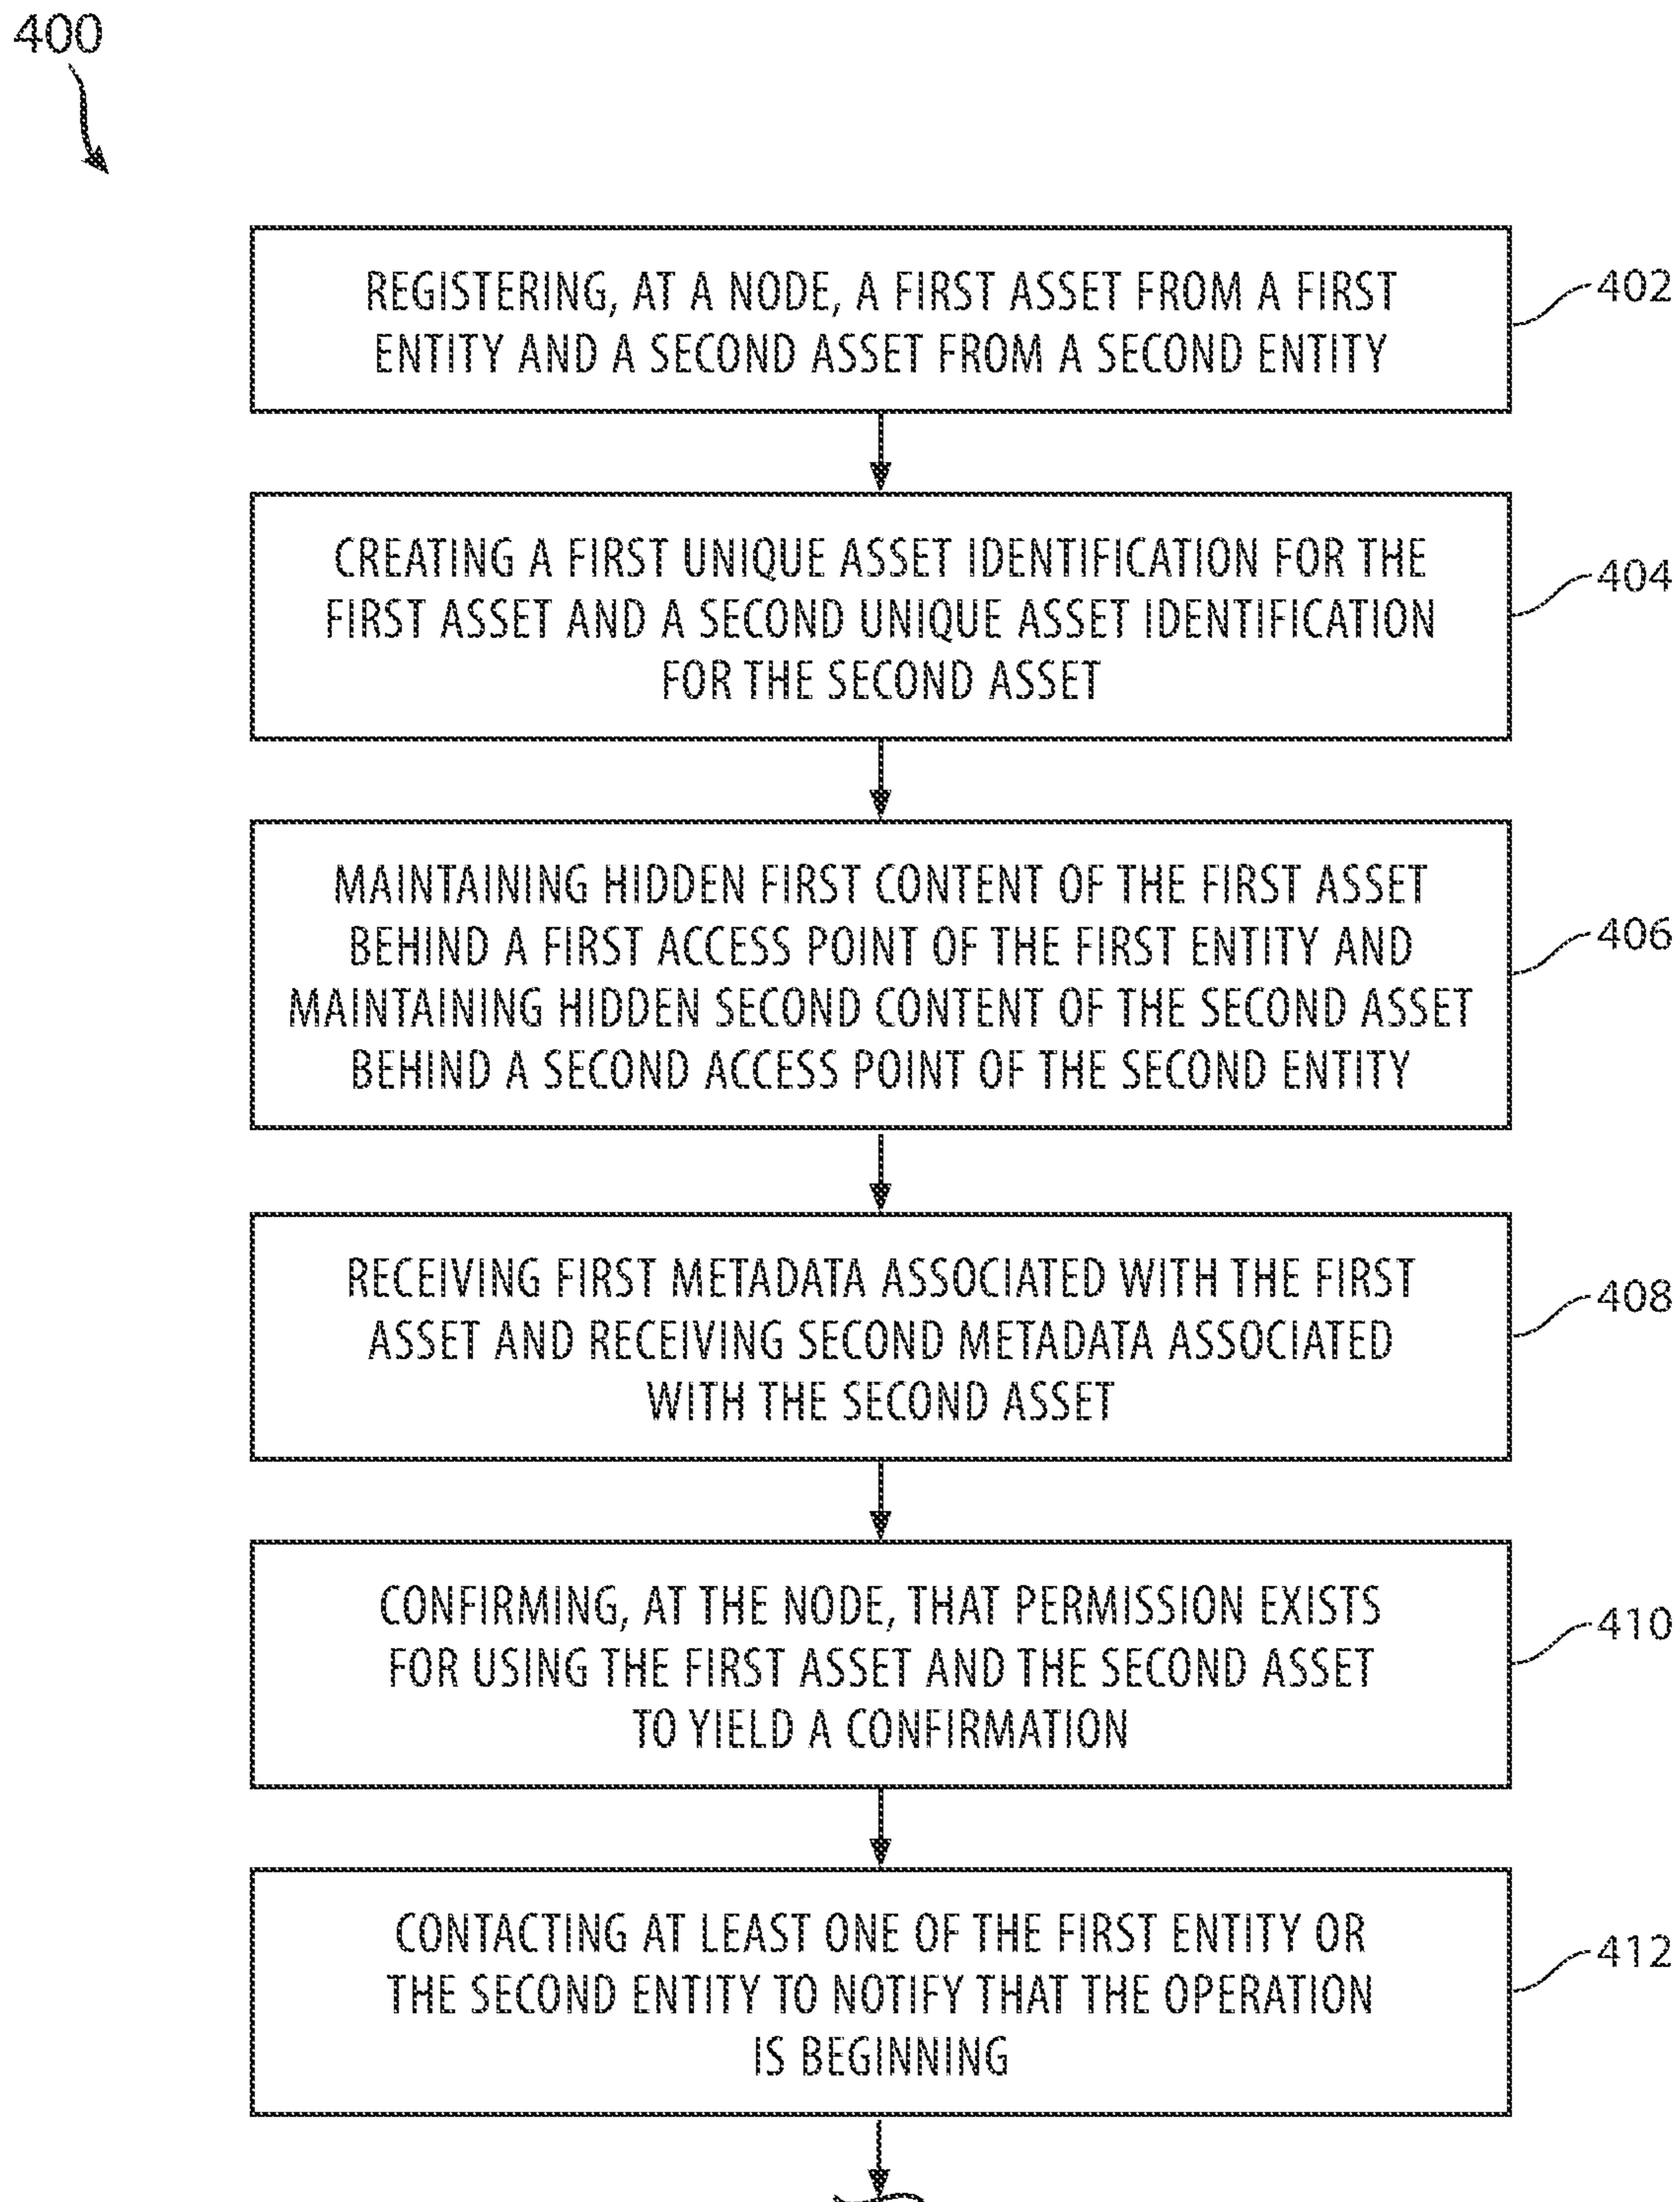 400
REGISTERING, AT A NODE, A FIRST ASSET FROM A FIRST
ENTITY AND A SECOND ASSET FROM A SECOND ENTITY
402
CREATING A FIRST UNIQUE ASSET IDENTIFICATION FOR THE
FIRST ASSET AND A SECOND UNIQUE ASSET IDENTIFICATION
FOR THE SECOND ASSET
404
MAINTAINING HIDDEN FIRST CONTENT OF THE FIRST ASSET
BEHIND A FIRST ACCESS POINT OF THE FIRST ENTITY AND
MAINTAINING HIDDEN SECOND CONTENT OF THE SECOND ASSET
BEHIND A SECOND ACCESS POINT OF THE SECOND ENTITY
406
RECEIVING FIRST METADATA ASSOCIATED WITH THE FIRST
ASSET AND RECEIVING SECOND METADATA ASSOCIATED
WITH THE SECOND ASSET
408
CONFIRMING, AT THE NODE, THAT PERMISSION EXISTS
FOR USING THE FIRST ASSET AND THE SECOND ASSET
TO YIELD A CONFIRMATION
410
CONTACTING AT LEAST ONE OF THE FIRST ENTITY OR
THE SECOND ENTITY TO NOTIFY THAT THE OPERATION
IS BEGINNING
412